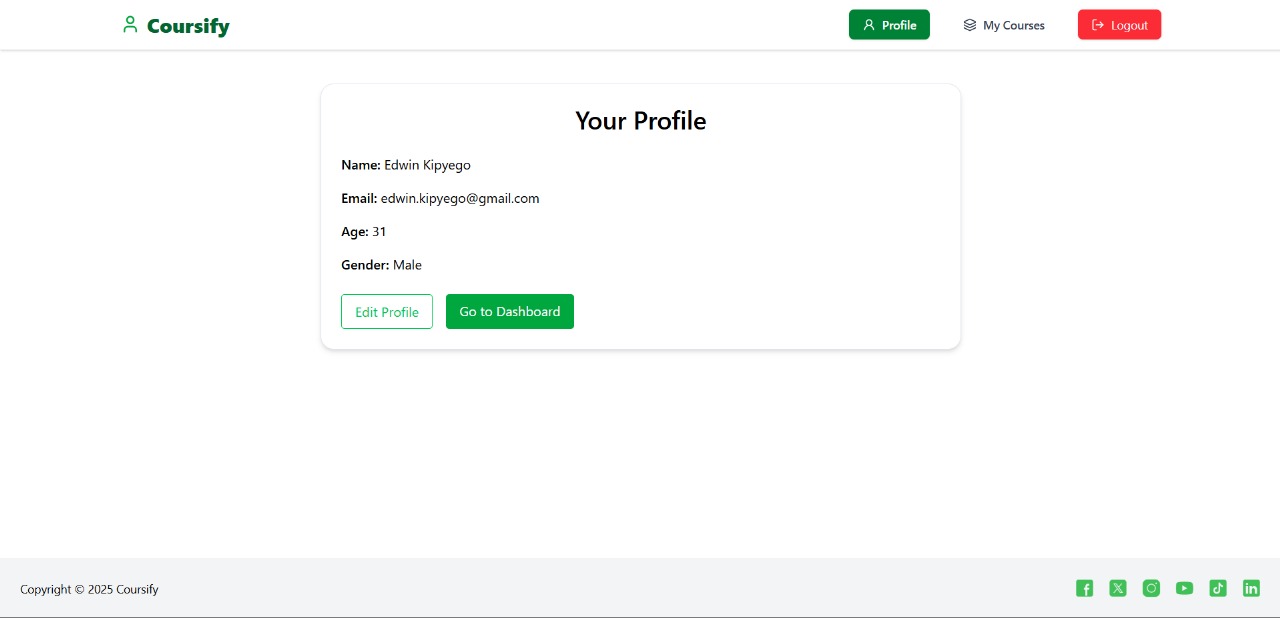 Coursify
Profile
My Courses
Logout
Your Profile
Name: Edwin Kipyego
Email: edwin.kipyego@gmail.com
Age: 31
Gender: Male
Edit Profile
Go to Dashboard
Copyright © 2025 Coursify